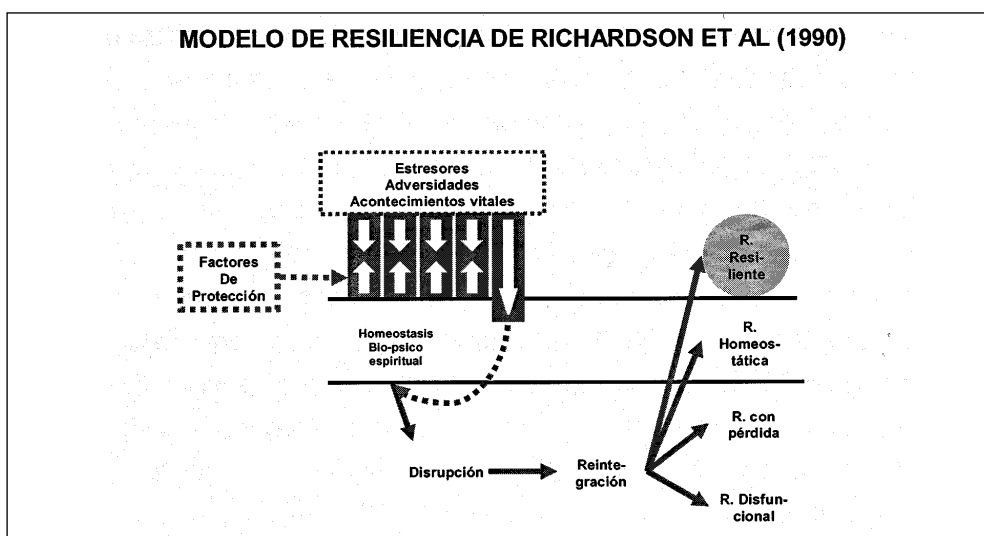 MODELO DE RESILIENCIA DE RICHARDSON ET AL (1990)
Estresores
Adversidades
Acontecimientos vitales
Factores
De
Protección
Homeostasis
Bio-psico
espiritual
Disrupción
Reinte-
gración
R.
Resi-
liente
R.
Homeos-
tática
R. con
pérdida
R. Disfun-
cional